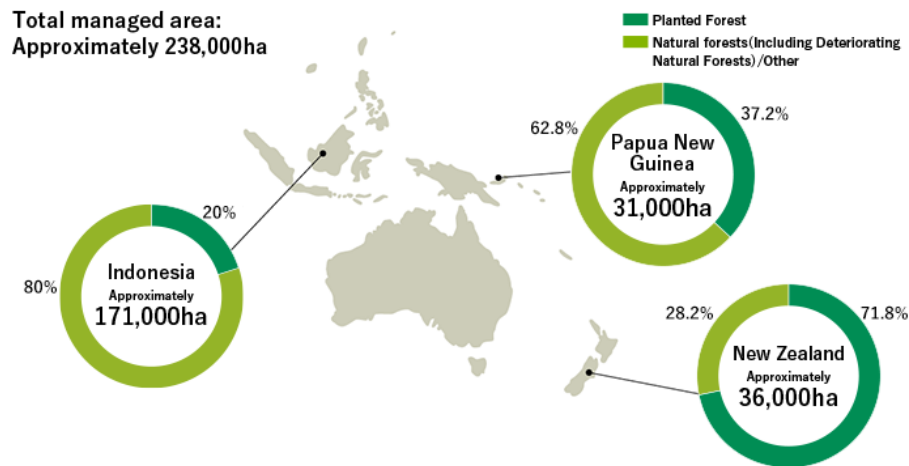 Total managed area:
Approximately 238,000ha
Planted Forest
Natural forests(Including Deteriorating
Natural Forests)/Other
62.8%
37.2%
Papua New
Guinea
Approximately
31,000ha
20%
80%
Indonesia
Approximately
171,000ha
28.2%
71.8%
New Zealand
Approximately
36,000ha